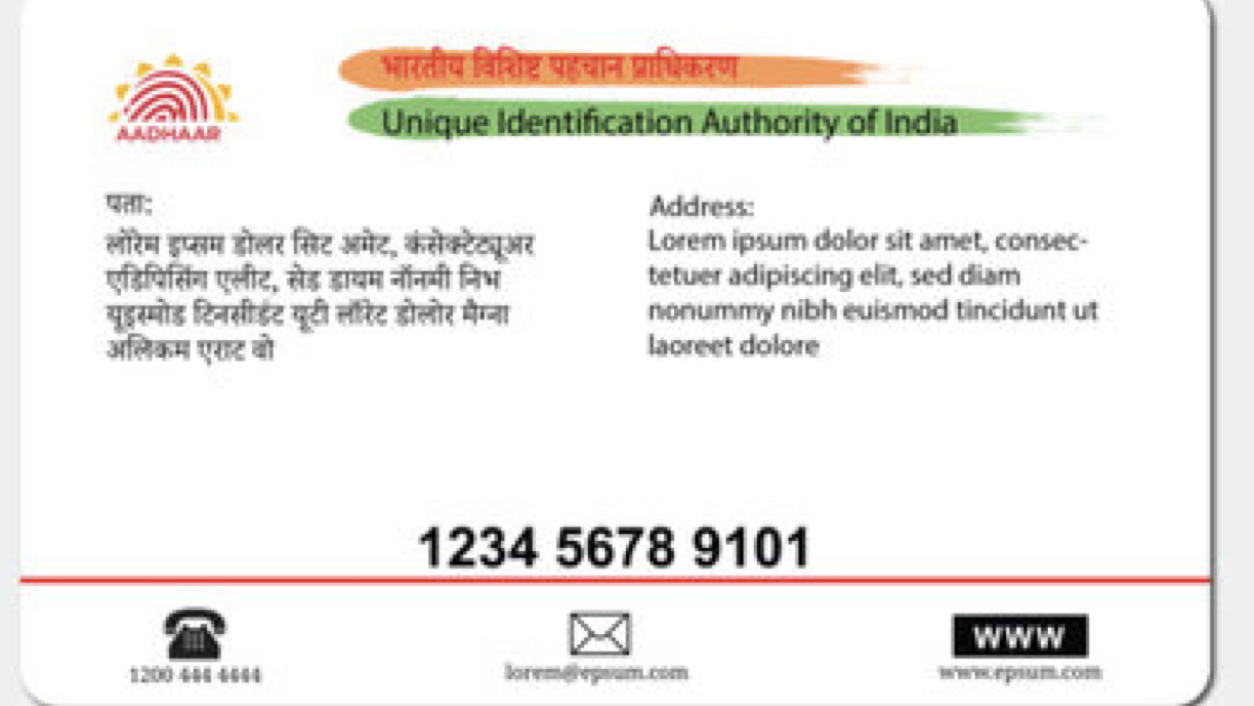 भारतीय विशिष्ट पहचान प्राधिकरण
Unique Identification Authority of India
AADHAAR
पता:
लोरेम इप्सम डोलर सिट अमेट, कंसेक्टेट्यूअर
एडिपिसिंग एलीट, सेड डायम नॉनमी निभ
यूइस्मोड टिनसीडंट यूटी लॉरेट डोलोर मैग्ना
अलिकम एराट वो
Address:
Lorem ipsum dolor sit amet, consec-
tetuer adipiscing elit, sed diam
nonummy nibh euismod tincidunt ut
laoreet dolore
1234 5678 9101
WWW
1200 444 4444
lorem@epsum.com
www.epsum.com